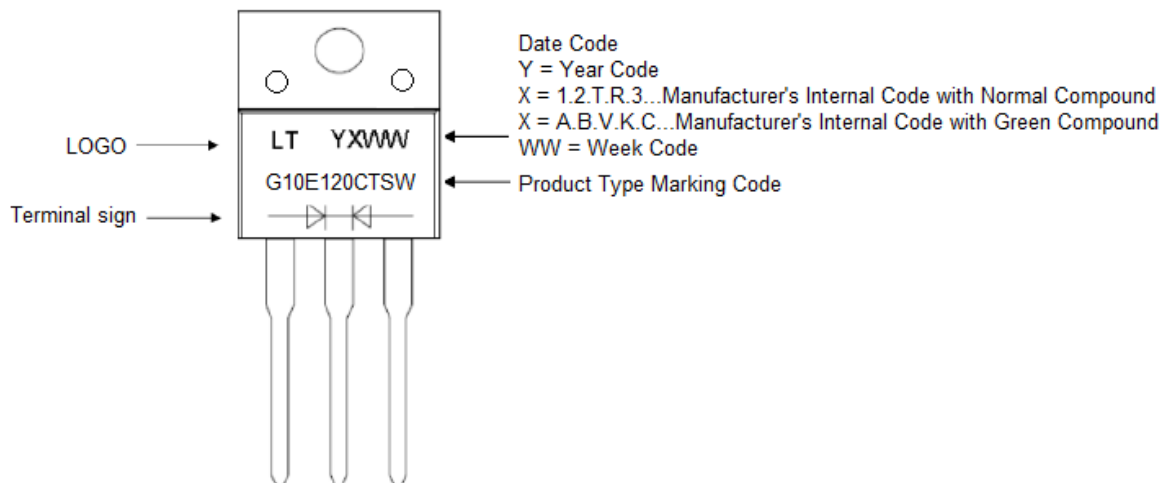 Date Code
Y = Year Code
X = 1.2.T.R.3...Manufacturer's Internal Code with Normal Compound
X = A.B.V.K.C...Manufacturer's Internal Code with Green Compound
WW = Week Code
LOGO
LT YXWW
G10E120CTSW
Product Type Marking Code
Terminal sign